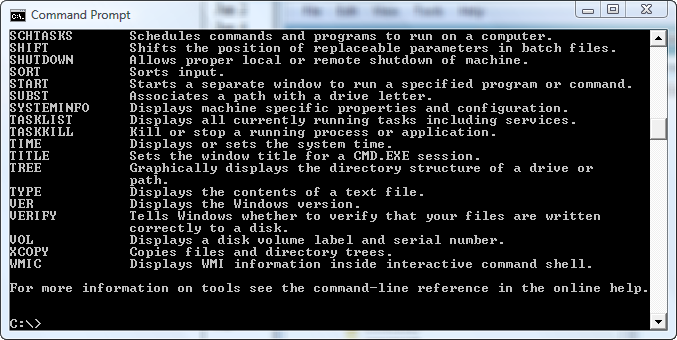 Command Prompt
SCHTASKS       Schedules commands and programs to run on a computer.
SHIFT          Shifts the position of replaceable parameters in batch files.
SHUTDOWN       Allows proper local or remote shutdown of machine.
SORT           Sorts input.
START          Starts a separate window to run a specified program or command.
SUBST          Associates a path with a drive letter.
SYSTEMINFO     Displays machine specific properties and configuration.
TASKLIST       Displays all currently running tasks including services.
TASKKILL       Kill or stop a running process or application.
TIME           Displays or sets the system time.
TITLE          Sets the window title for a CMD.EXE session.
TREE           Graphically displays the directory structure of a drive or
               path.
TYPE           Displays the contents of a text file.
VER            Displays the Windows version.
VERIFY         Tells Windows whether to verify that your files are written
               correctly to a disk.
VOL            Displays a disk volume label and serial number.
XCOPY          Copies files and directory trees.
WMIC           Displays WMI information inside interactive command shell.
For more information on tools see the command-line reference in the online help.
C:\>